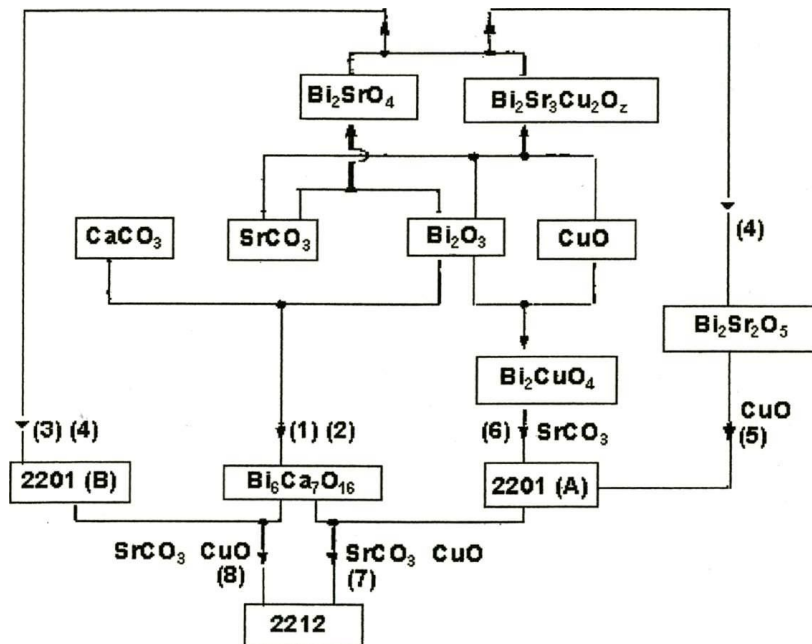 Bi₂SrO₄
Bi₂Sr₃Cu₂O_z
CaCO₃
SrCO₃
Bi₂O₃
CuO
(4)
Bi₂Sr₂O₅
Bi₂CuO₄
CuO
(5)
(3) (4)
(1) (2)
(6) SrCO₃
2201 (B)
Bi₆Ca₇O₁₆
2201 (A)
SrCO₃ CuO
(8)
SrCO₃ CuO
(7)
2212